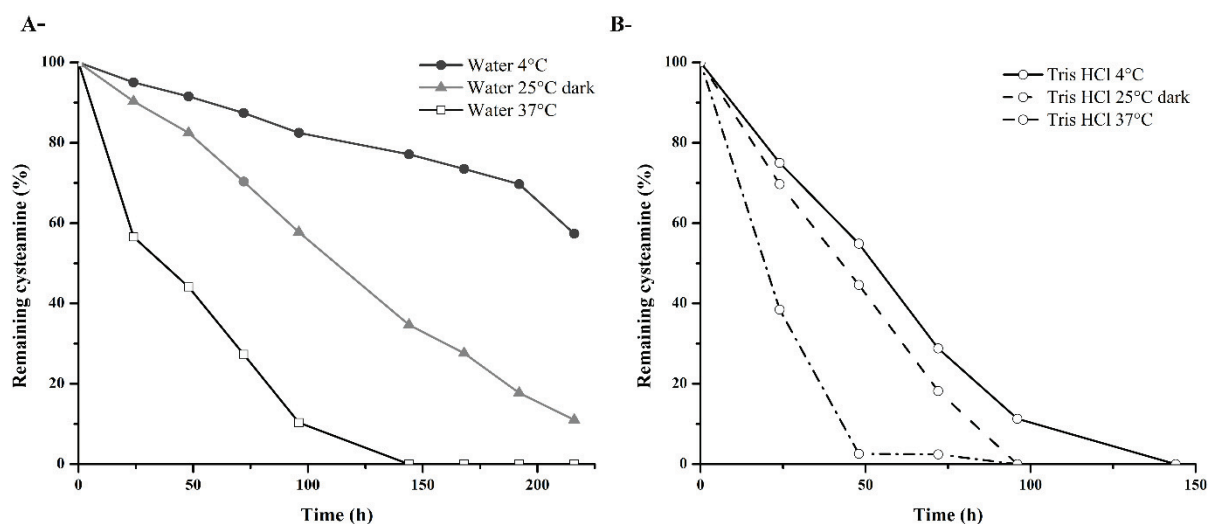 A-
Water 4°C
Water 25°C dark
Water 37°C
100
80
60
40
20
0
Remaining cysteamine (%)
0 50 100 150 200
Time (h)
B-
Tris HCl 4°C
Tris HCl 25°C dark
Tris HCl 37°C
100
80
60
40
20
0
Remaining cysteamine (%)
0 50 100 150
Time (h)